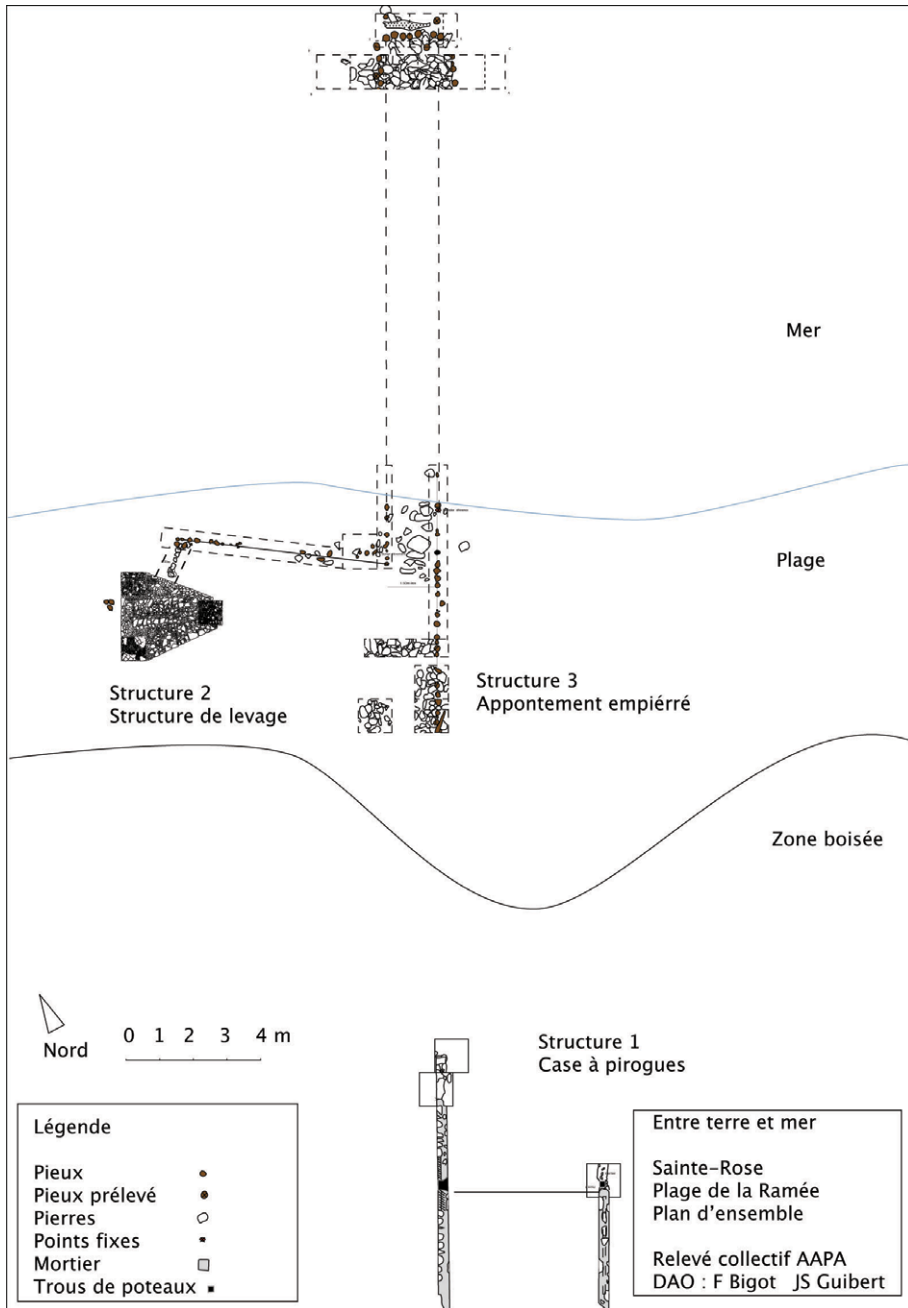 Mer
Plage
Structure 2
Structure de levage
Structure 3
Appontement empiérré
Zone boisée
Nord
0 1 2 3 4 m
Structure 1
Case à pirogues
Légende
Pieux
Pieux prélevé
Pierres
Points fixes
Mortier
Trous de poteaux
Entre terre et mer
Sainte-Rose
Plage de la Ramée
Plan d'ensemble
Relevé collectif AAPA
DAO : F Bigot JS Guibert